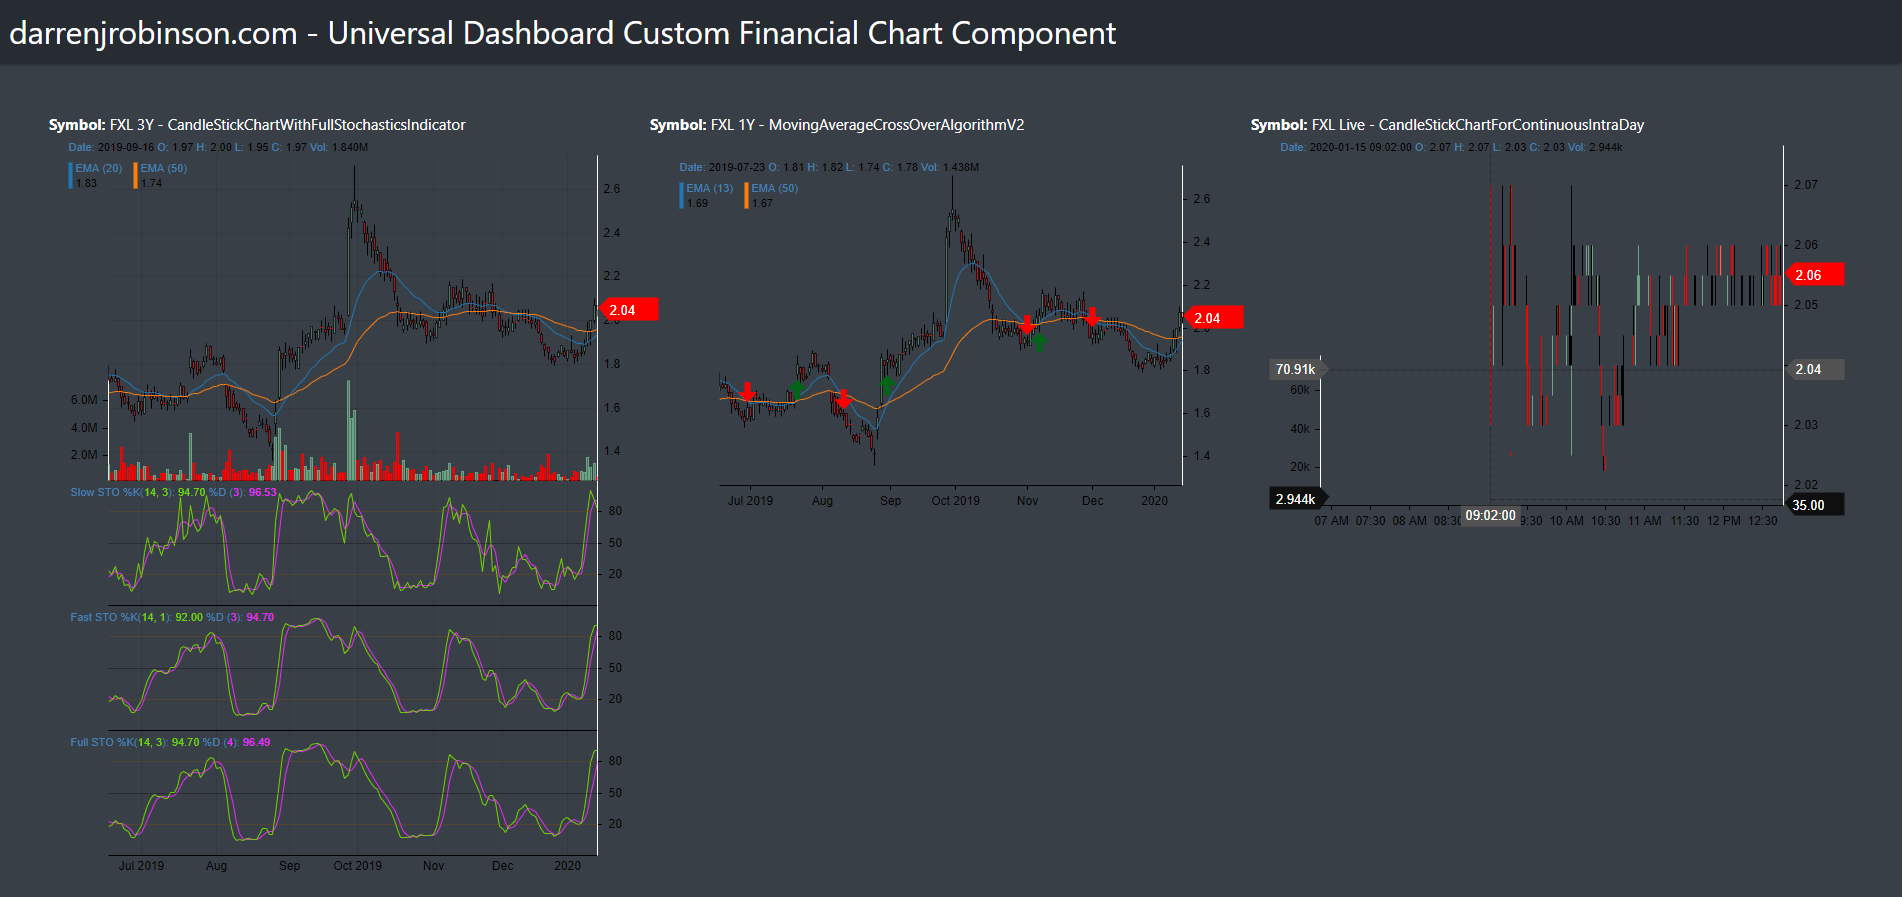 darrenjrobinson.com - Universal Dashboard Custom Financial Chart Component
Symbol: FXL 3Y - CandleStickChartWithFullStochasticsIndicator
Date: 2019-09-16 O: 1.97 H: 2.00 L: 1.95 C: 1.97 Vol: 1.840M
EMA (20) EMA (50)
1.83 1.74
2.6
2.4
2.2
2.04
2.0
1.8
1.6
1.4
6.0M
4.0M
2.0M
Slow STO %K(14, 3): 94.70 %D (3): 96.53
80
50
20
Fast STO %K(14, 1): 92.00 %D (3): 94.70
80
50
20
Full STO %K(14, 3): 94.70 %D (4): 96.49
80
50
20
Jul 2019 Aug Sep Oct 2019 Nov Dec 2020
Symbol: FXL 1Y - MovingAverageCrossOverAlgorithmV2
Date: 2019-07-23 O: 1.81 H: 1.82 L: 1.74 C: 1.78 Vol: 1.438M
EMA (13) EMA (50)
1.69 1.67
2.6
2.4
2.2
2.04
2.0
1.8
1.6
1.4
Jul 2019 Aug Sep Oct 2019 Nov Dec 2020
Symbol: FXL Live - CandleStickChartForContinuousIntraDay
Date: 2020-01-15 09:02:00 O: 2.07 H: 2.07 L: 2.03 C: 2.03 Vol: 2.944k
2.07
2.06
2.06
2.05
2.04
2.03
2.02
35.00
70.91k
60k
40k
20k
2.944k
07 AM 07:30 08 AM 08:30 09:02:00 9:30 10 AM 10:30 11 AM 11:30 12 PM 12:30